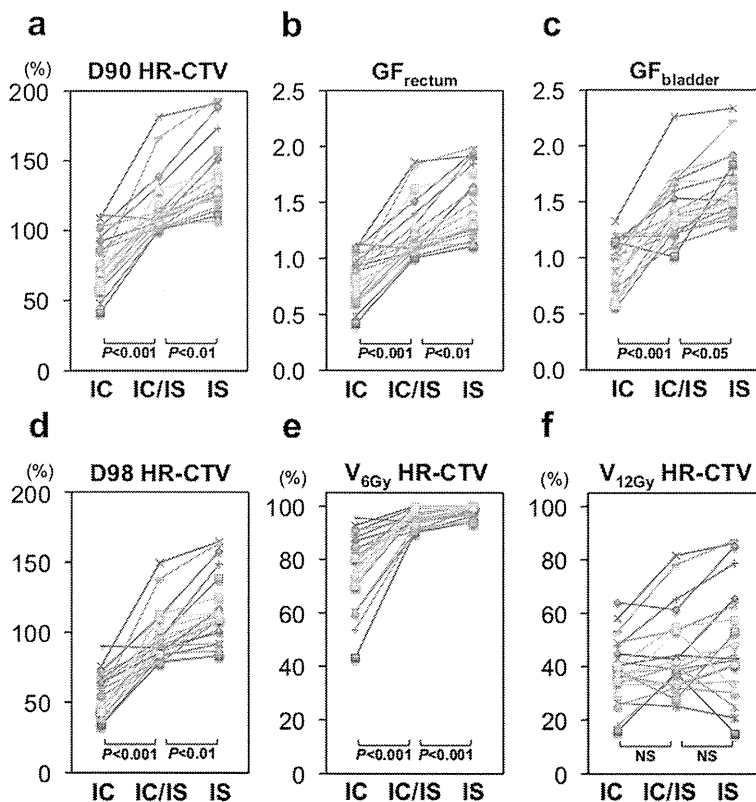 a
b
c
(%)
D90 HR-CTV
GFrectum
GFbladder
200
150
100
50
0
2.5
2.0
1.5
1.0
0.5
0.0
2.5
2.0
1.5
1.0
0.5
0.0
P<0.001
P<0.01
P<0.001
P<0.01
P<0.001
P<0.05
IC
IC/IS
IS
IC
IC/IS
IS
IC
IC/IS
IS
d
e
f
(%)
D98 HR-CTV
(%)
V6Gy HR-CTV
(%)
V12Gy HR-CTV
200
150
100
50
0
100
80
60
40
20
0
100
80
60
40
20
0
P<0.001
P<0.01
P<0.001
P<0.001
NS
NS
IC
IC/IS
IS
IC
IC/IS
IS
IC
IC/IS
IS